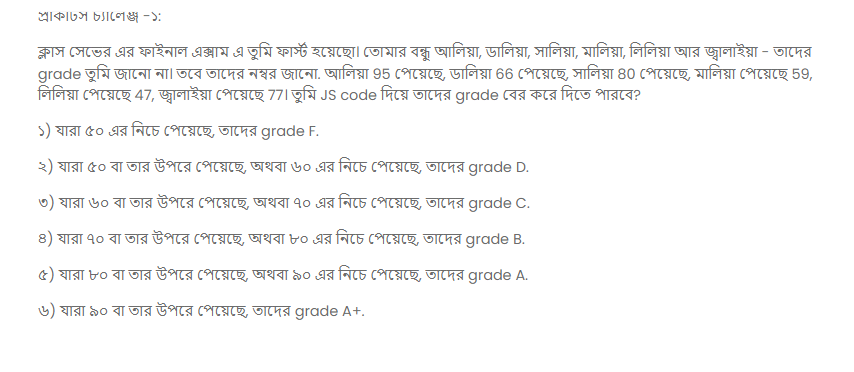 প্রাকটিস চ্যালেঞ্জ -১:
ক্লাস সেভের এর ফাইনাল এক্সাম এ তুমি ফার্স্ট হয়েছো। তোমার বন্ধু আলিয়া, ডালিয়া, সালিয়া, মালিয়া, লিলিয়া আর জ্বালাইয়া - তাদের
grade তুমি জানো না। তবে তাদের নম্বর জানো. আলিয়া 95 পেয়েছে, ডালিয়া 66 পেয়েছে, সালিয়া 80 পেয়েছে, মালিয়া পেয়েছে 59,
লিলিয়া পেয়েছে 47, জ্বালাইয়া পেয়েছে 77। তুমি JS code দিয়ে তাদের grade বের করে দিতে পারবে?
১) যারা ৫০ এর নিচে পেয়েছে, তাদের grade F.
২) যারা ৫০ বা তার উপরে পেয়েছে, অথবা ৬০ এর নিচে পেয়েছে, তাদের grade D.
৩) যারা ৬০ বা তার উপরে পেয়েছে, অথবা ৭০ এর নিচে পেয়েছে, তাদের grade C.
৪) যারা ৭০ বা তার উপরে পেয়েছে, অথবা ৮০ এর নিচে পেয়েছে, তাদের grade B.
৫) যারা ৮০ বা তার উপরে পেয়েছে, অথবা ৯০ এর নিচে পেয়েছে, তাদের grade A.
৬) যারা ৯০ বা তার উপরে পেয়েছে, তাদের grade A+.